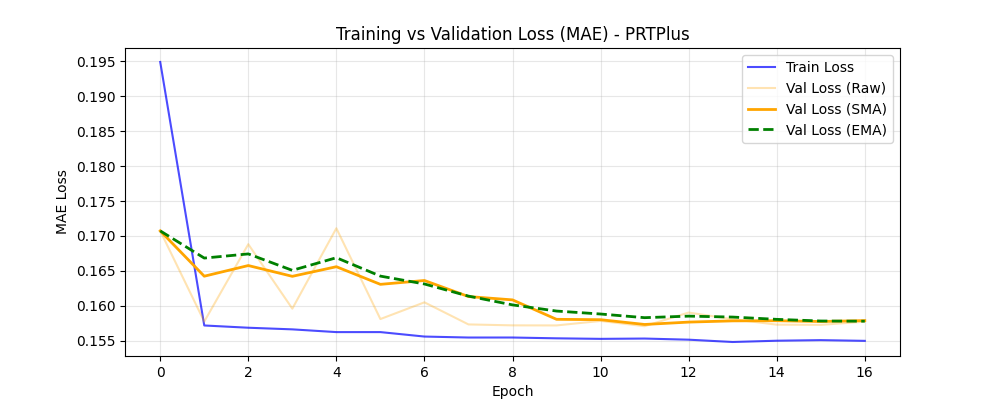 Training vs Validation Loss (MAE) - PRTPlus
0.195
0.190
0.185
0.180
0.175
0.170
0.165
0.160
0.155
MAE Loss
Train Loss
Val Loss (Raw)
Val Loss (SMA)
Val Loss (EMA)
0 2 4 6 8 10 12 14 16
Epoch